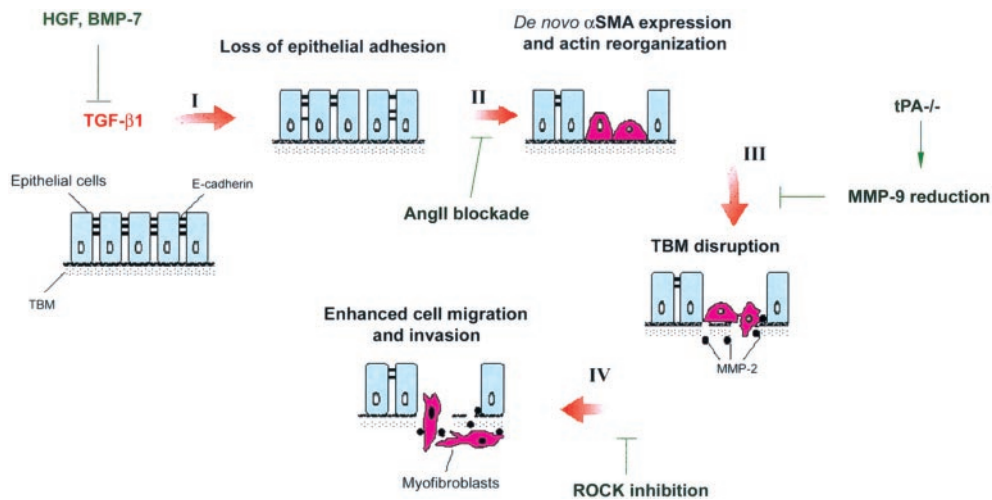 HGF, BMP-7
TGF-β1
I
Loss of epithelial adhesion
II
De novo αSMA expression
and actin reorganization
tPA-/-
III
MMP-9 reduction
AngII blockade
Epithelial cells
E-cadherin
TBM
TBM disruption
MMP-2
Enhanced cell migration
and invasion
IV
Myofibroblasts
ROCK inhibition